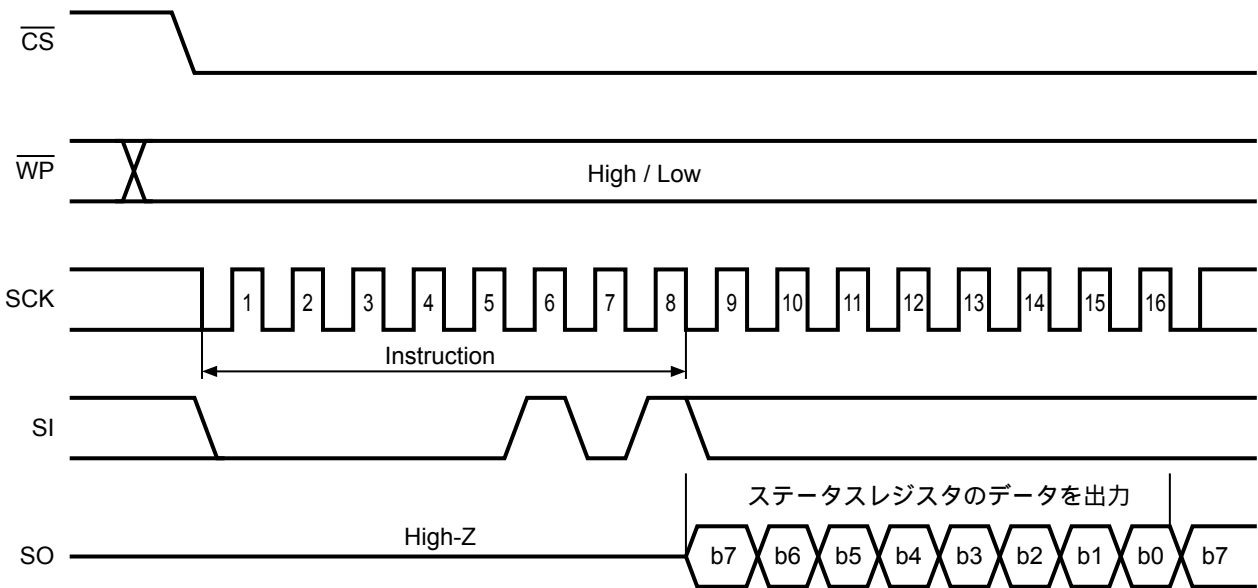 CS
WP
High / Low
SCK
1 2 3 4 5 6 7 8 9 10 11 12 13 14 15 16
Instruction
SI
ステータスレジスタのデータを出力
High-Z
SO
b7 b6 b5 b4 b3 b2 b1 b0 b7